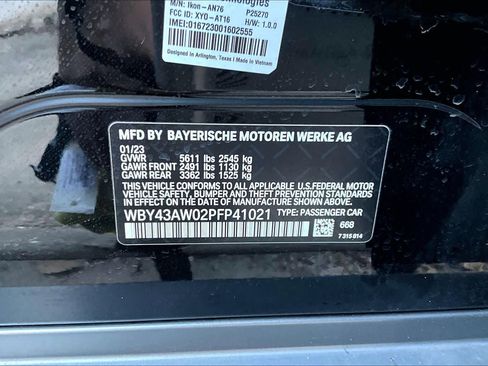 M/N: Ikon-AN76 P25270
FCC ID: XYO-AT16 H/W: 1.0.0
IMEI:016723001602555
Designed in Arlington, Texas I Made in Vietnam
MFD BY BAYERISCHE MOTOREN WERKE AG
01/23
GVWR 5611 lbs 2545 kg
GAWR FRONT 2491 lbs 1130 kg
GAWR REAR 3362 lbs 1525 kg
THIS VEHICLE CONFORMS TO ALL APPLICABLE U.S. FEDERAL MOTOR
VEHICLE SAFETY, BUMPER, AND THEFT PREVENTION STANDARDS
IN EFFECT ON THE DATE OF MANUFACTURE SHOWN ABOVE.
WBY43AW02PFP41021 TYPE: PASSENGER CAR
668
7 315 014